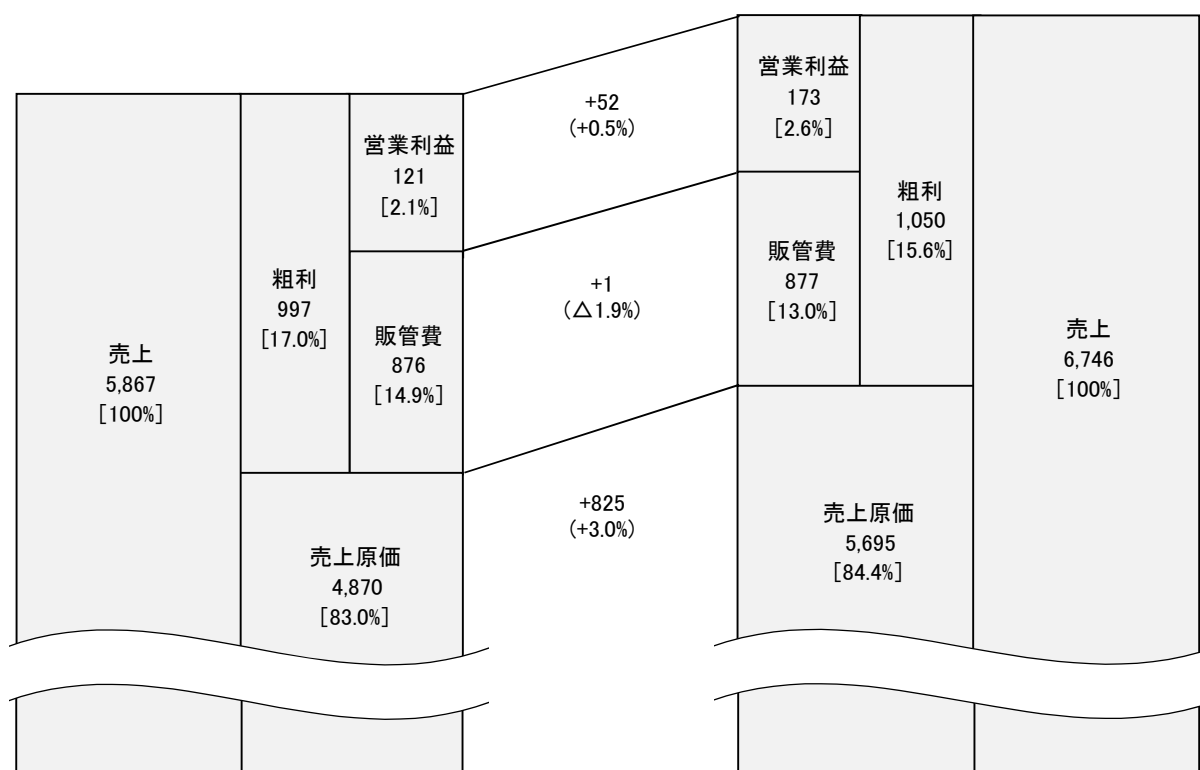 売上
5,867
[100%]
粗利
997
[17.0%]
営業利益
121
[2.1%]
販管費
876
[14.9%]
売上原価
4,870
[83.0%]
+52
(+0.5%)
+1
(△1.9%)
+825
(+3.0%)
営業利益
173
[2.6%]
販管費
877
[13.0%]
粗利
1,050
[15.6%]
売上原価
5,695
[84.4%]
売上
6,746
[100%]